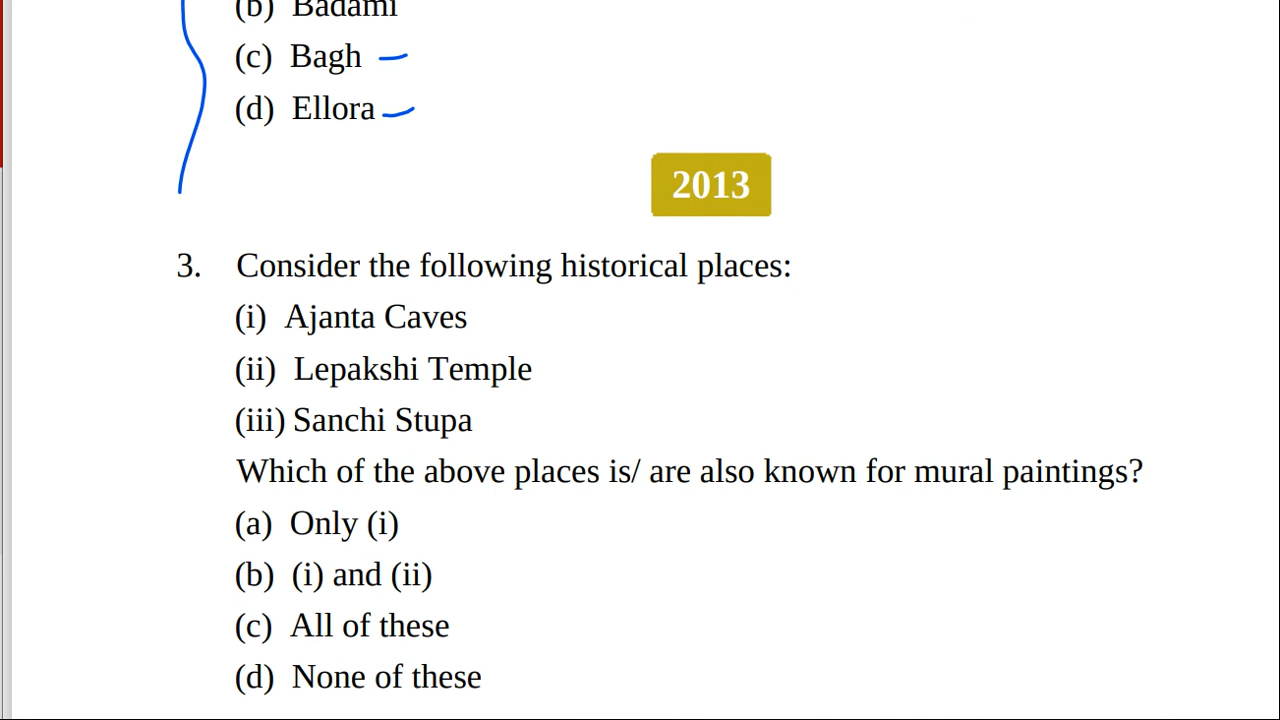 (b) Badami
(c) Bagh
(d) Ellora
2013
3. Consider the following historical places:
(i) Ajanta Caves
(ii) Lepakshi Temple
(iii) Sanchi Stupa
Which of the above places is/ are also known for mural paintings?
(a) Only (i)
(b) (i) and (ii)
(c) All of these
(d) None of these